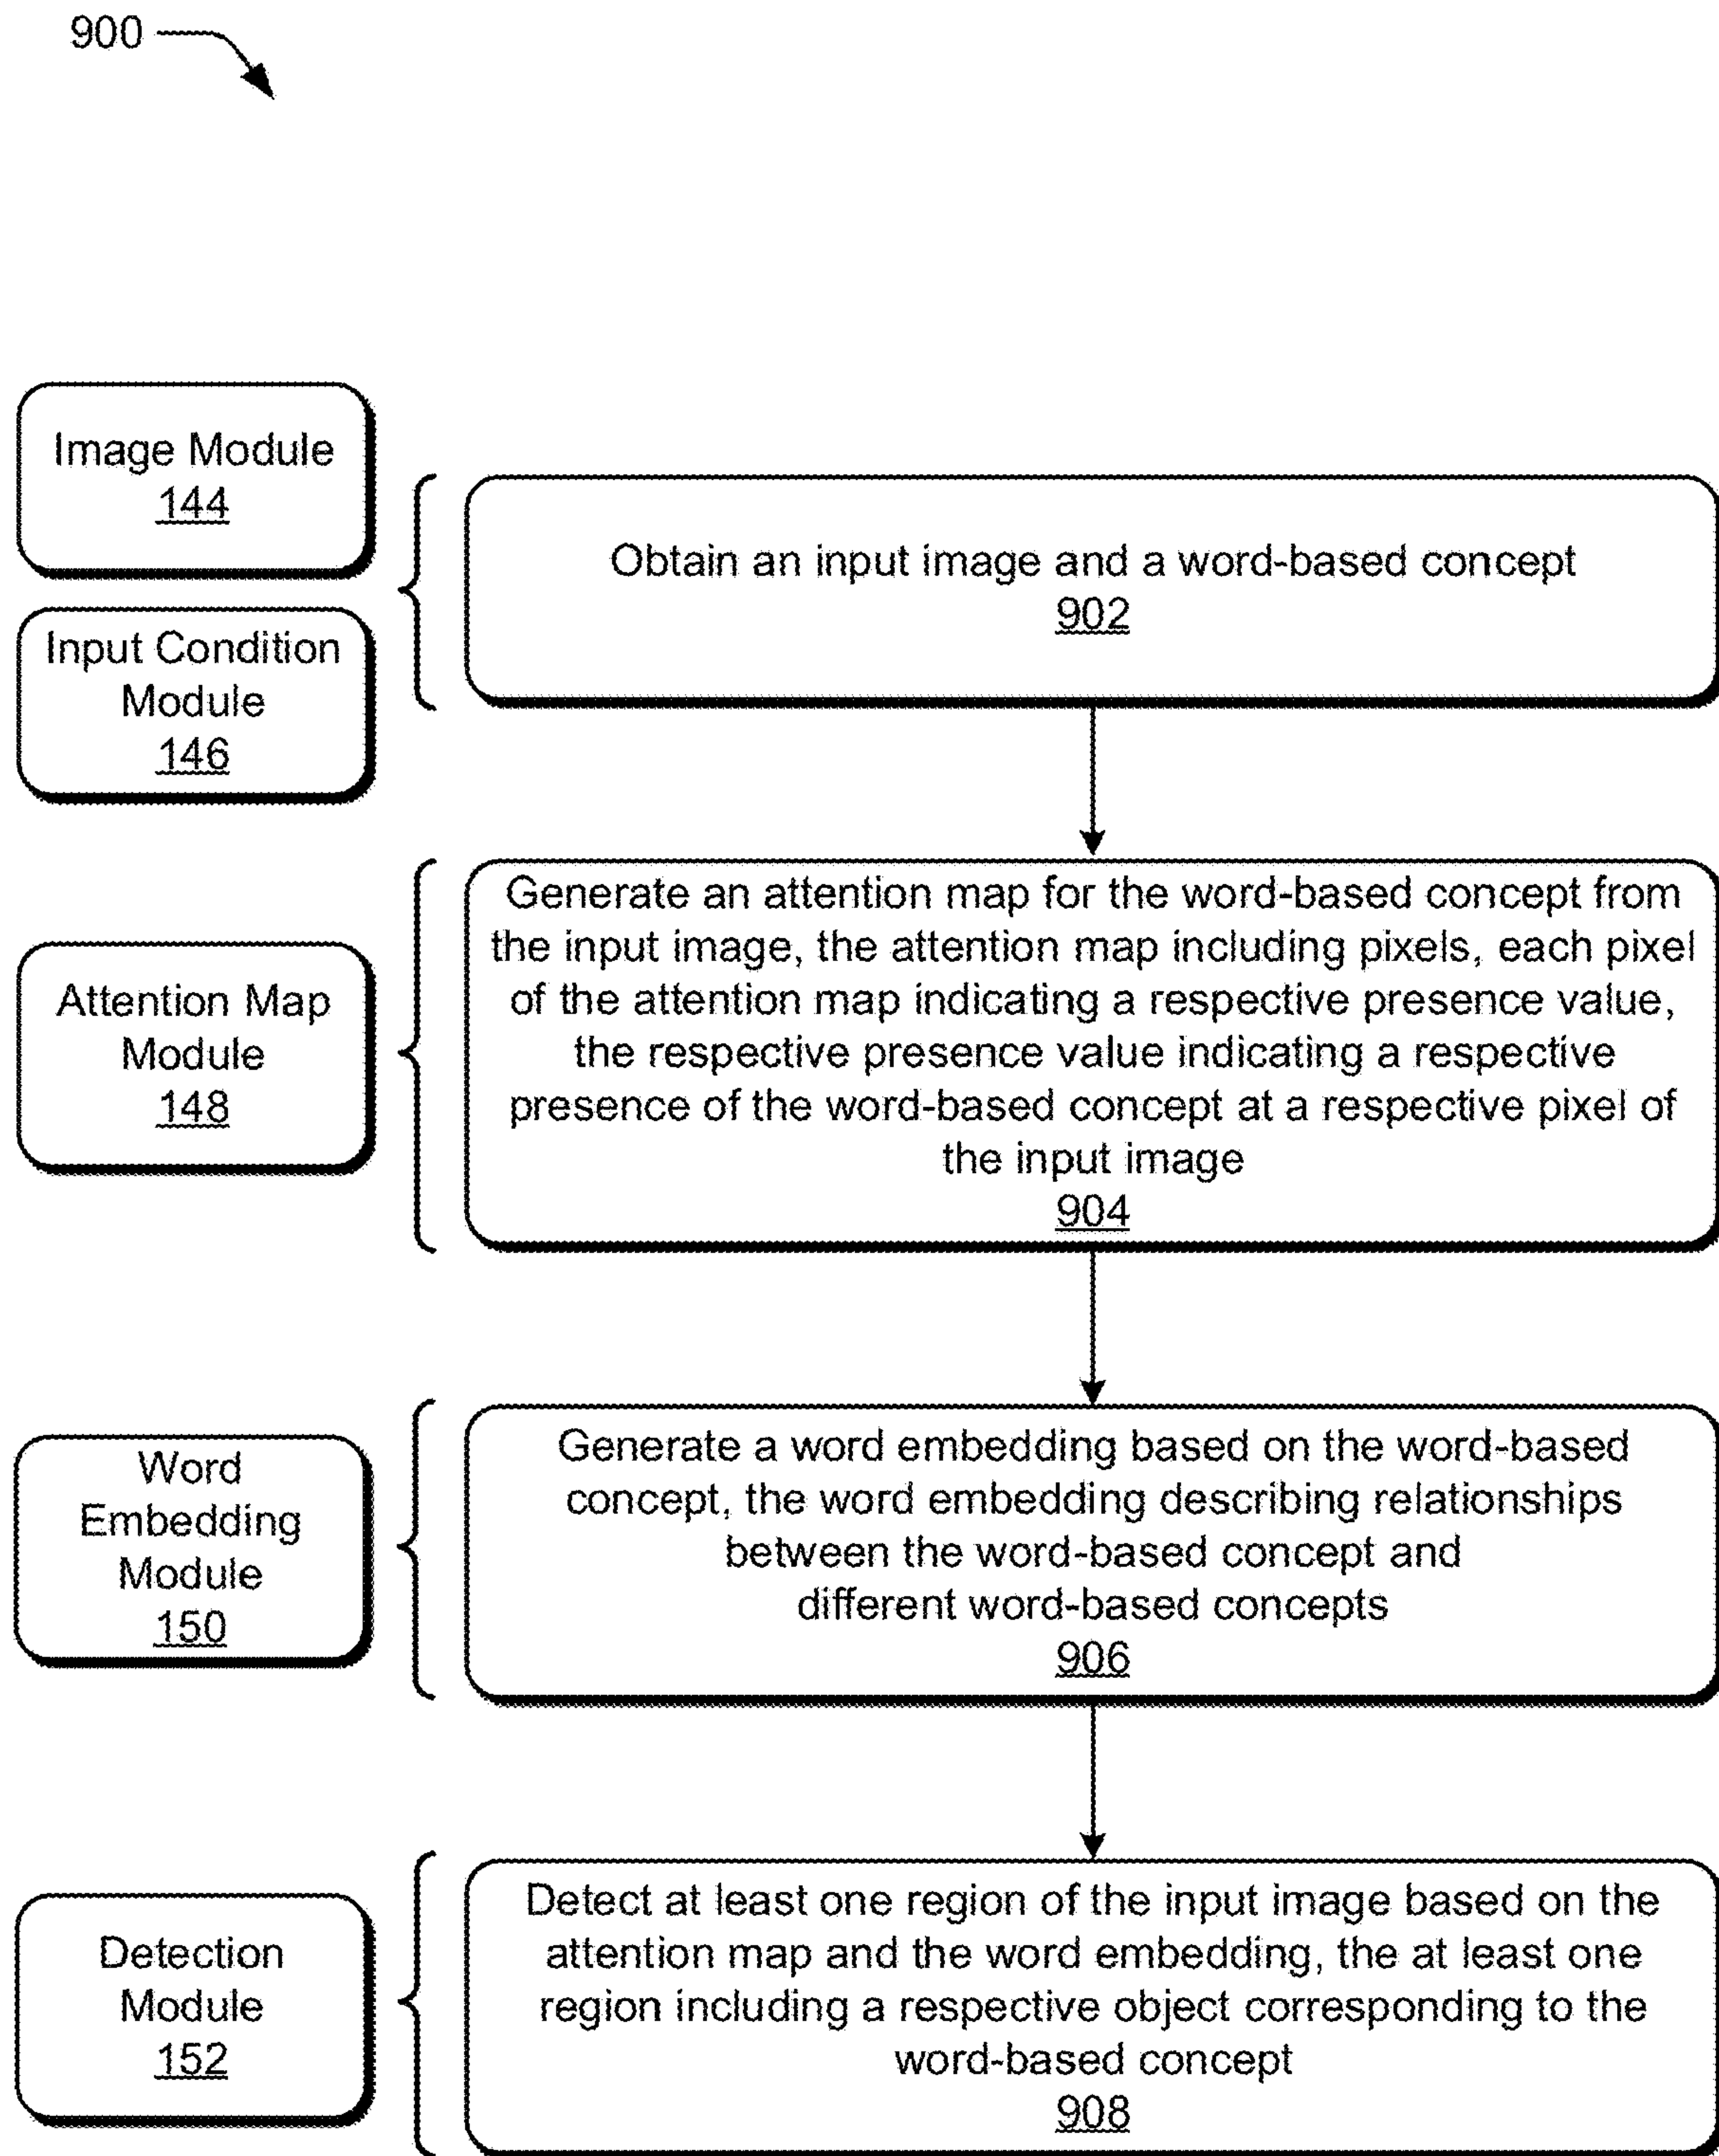 900
Image Module
144
Input Condition
Module
146
Obtain an input image and a word-based concept
902
Attention Map
Module
148
Generate an attention map for the word-based concept from
the input image, the attention map including pixels, each pixel
of the attention map indicating a respective presence value,
the respective presence value indicating a respective
presence of the word-based concept at a respective pixel of
the input image
904
Word
Embedding
Module
150
Generate a word embedding based on the word-based
concept, the word embedding describing relationships
between the word-based concept and
different word-based concepts
906
Detection
Module
152
Detect at least one region of the input image based on the
attention map and the word embedding, the at least one
region including a respective object corresponding to the
word-based concept
908